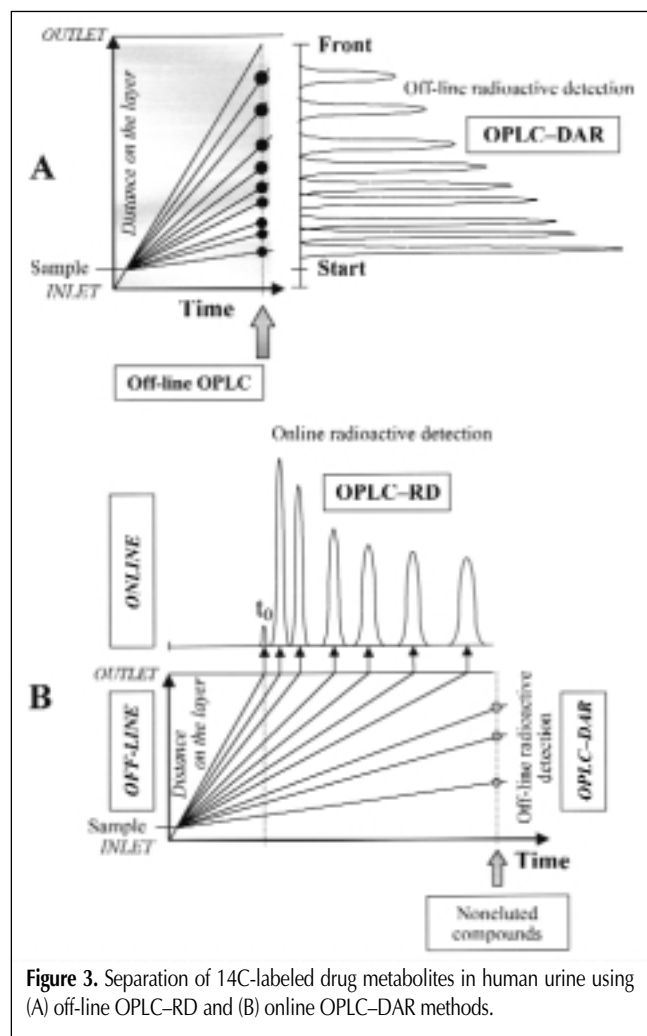 OUTLET
Front
Off-line radioactive detection
OPLC–DAR
Distance on the layer
A
Sample
INLET
Start
Time
Off-line OPLC
Online radioactive detection
OPLC–RD
ONLINE
t0
OUTLET
B
OFF-LINE
Distance
on the layer
Off-line radioactive
detection
OPLC–DAR
Sample
INLET
Time
Noneluted
compounds
Figure 3. Separation of 14C-labeled drug metabolites in human urine using
(A) off-line OPLC–RD and (B) online OPLC–DAR methods.